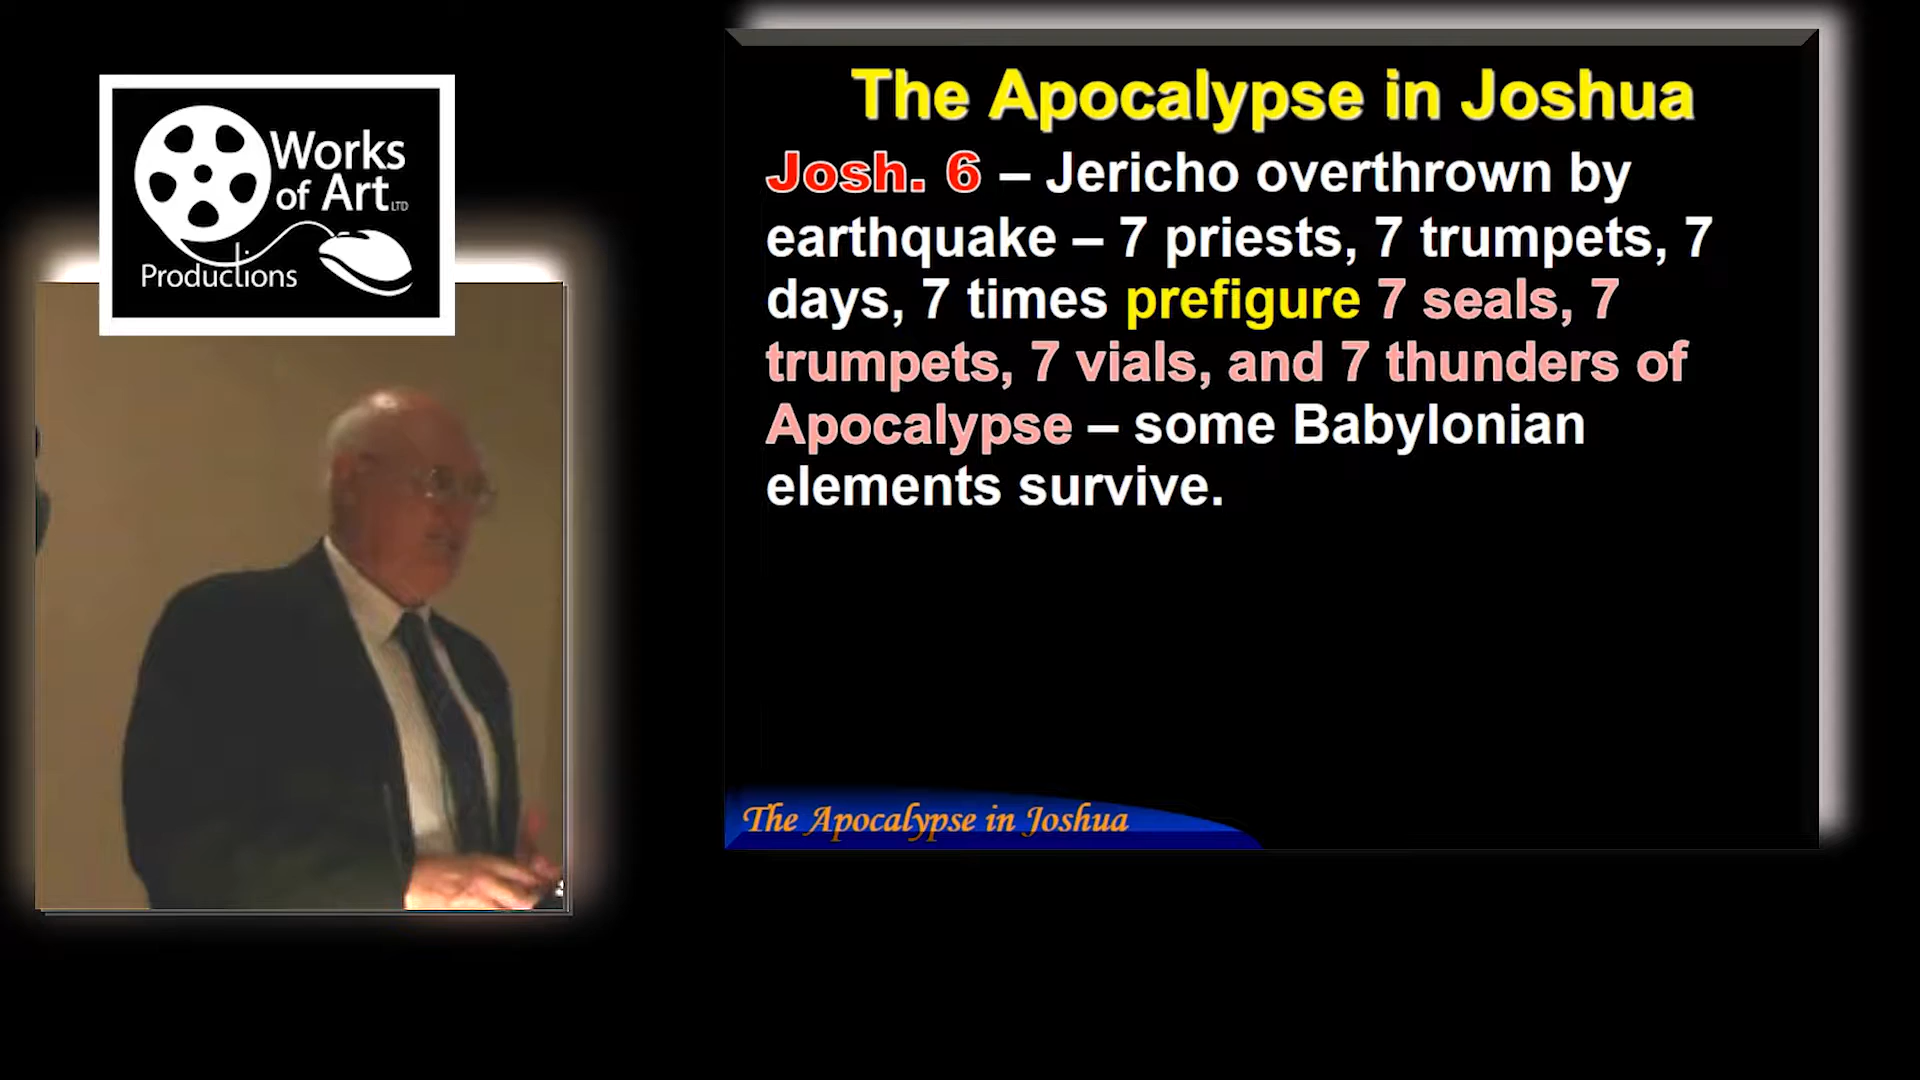 Works
of Art LTD
Productions
The Apocalypse in Joshua
Josh. 6 – Jericho overthrown by
earthquake – 7 priests, 7 trumpets, 7
days, 7 times prefigure 7 seals, 7
trumpets, 7 vials, and 7 thunders of
Apocalypse – some Babylonian
elements survive.
The Apocalypse in Joshua